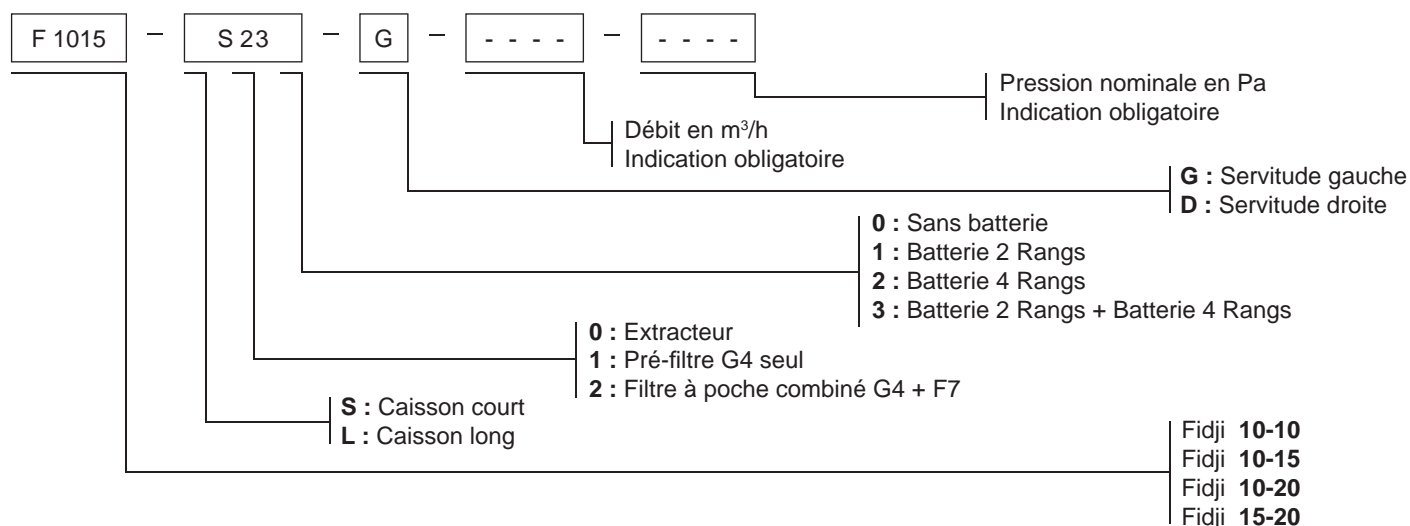 F 1015 – S 23 – G – - - - - – - - - -
Pression nominale en Pa
Indication obligatoire
Débit en m³/h
Indication obligatoire
G : Servitude gauche
D : Servitude droite
0 : Sans batterie
1 : Batterie 2 Rangs
2 : Batterie 4 Rangs
3 : Batterie 2 Rangs + Batterie 4 Rangs
0 : Extracteur
1 : Pré-filtre G4 seul
2 : Filtre à poche combiné G4 + F7
S : Caisson court
L : Caisson long
Fidji 10-10
Fidji 10-15
Fidji 10-20
Fidji 15-20